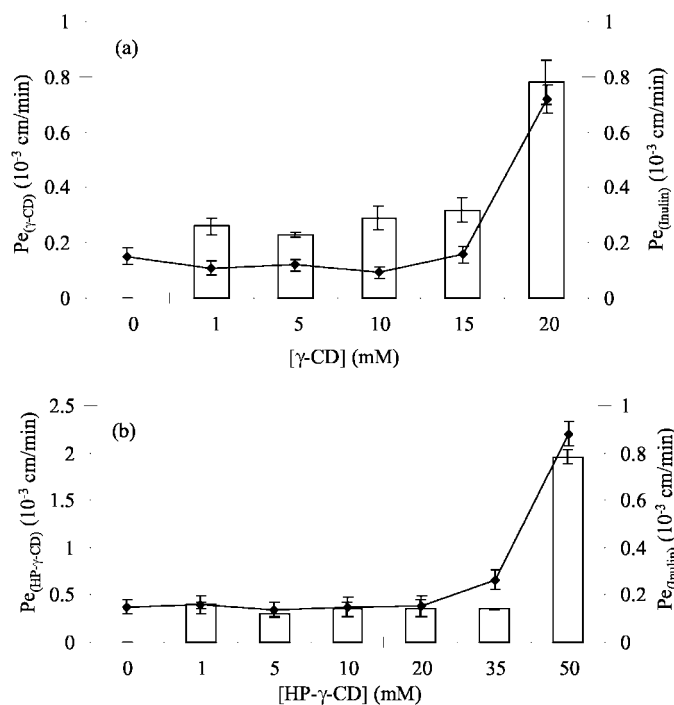 (a)
1
0.8
0.6
0.4
0.2
0
Pe(γ-CD) (10-3 cm/min)
1
0.8
0.6
0.4
0.2
0
Pe(Inulin) (10-3 cm/min)
0 1 5 10 15 20
[γ-CD] (mM)
(b)
2.5
2
1.5
1
0.5
0
Pe(HP-γ-CD) (10-3 cm/min)
1
0.8
0.6
0.4
0.2
0
Pe(Inulin) (10-3 cm/min)
0 1 5 10 20 35 50
[HP-γ-CD] (mM)